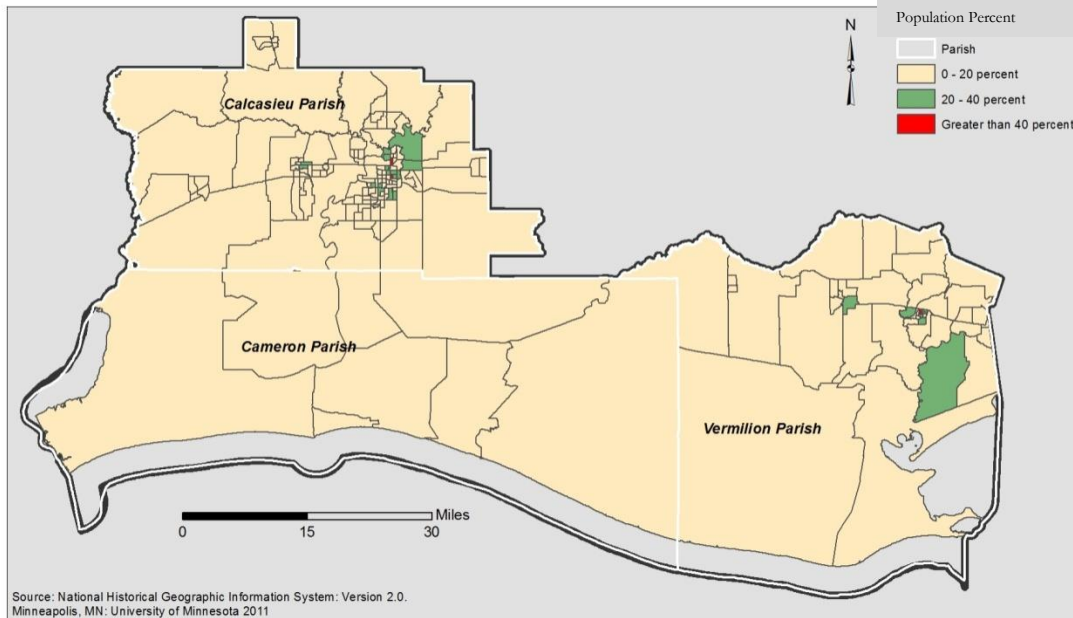 Population Percent
N
Parish
0 - 20 percent
20 - 40 percent
Greater than 40 percent
Calcasieu Parish
Cameron Parish
Vermilion Parish
Miles
0 15 30
Source: National Historical Geographic Information System: Version 2.0.
Minneapolis, MN: University of Minnesota 2011